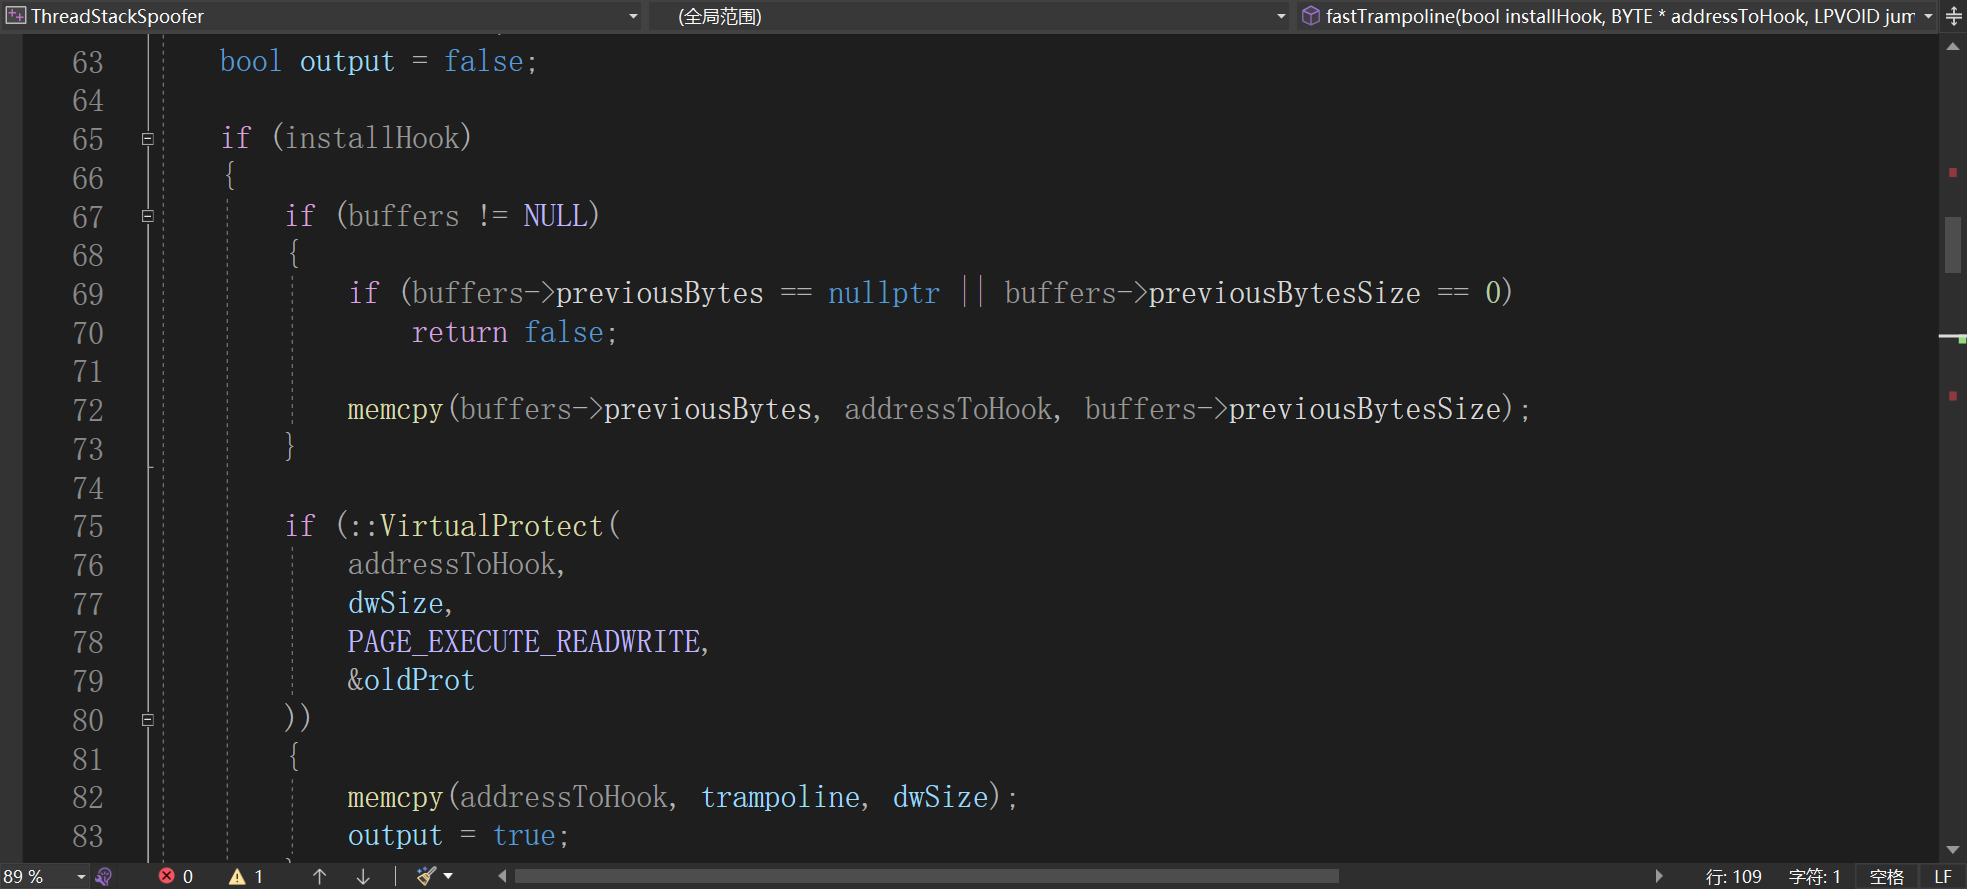 ThreadStackSpoofer (全局范围) fastTrampoline(bool installHook, BYTE * addressToHook, LPVOID jum
63 bool output = false;
64
65 if (installHook)
66 {
67 if (buffers != NULL)
68 {
69 if (buffers->previousBytes == nullptr || buffers->previousBytesSize == 0)
70 return false;
71
72 memcpy(buffers->previousBytes, addressToHook, buffers->previousBytesSize);
73 }
74
75 if (::VirtualProtect(
76 addressToHook,
77 dwSize,
78 PAGE_EXECUTE_READWRITE,
79 &oldProt
80 ))
81 {
82 memcpy(addressToHook, trampoline, dwSize);
83 output = true;
89 % 0 1 行: 109 字符: 1 空格 LF